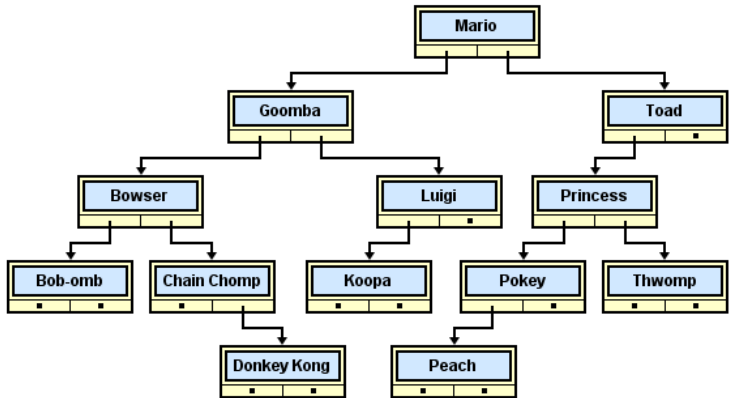 Mario
Goomba
Toad
Bowser
Luigi
Princess
Bob-omb
Chain Chomp
Koopa
Pokey
Thwomp
Donkey Kong
Peach